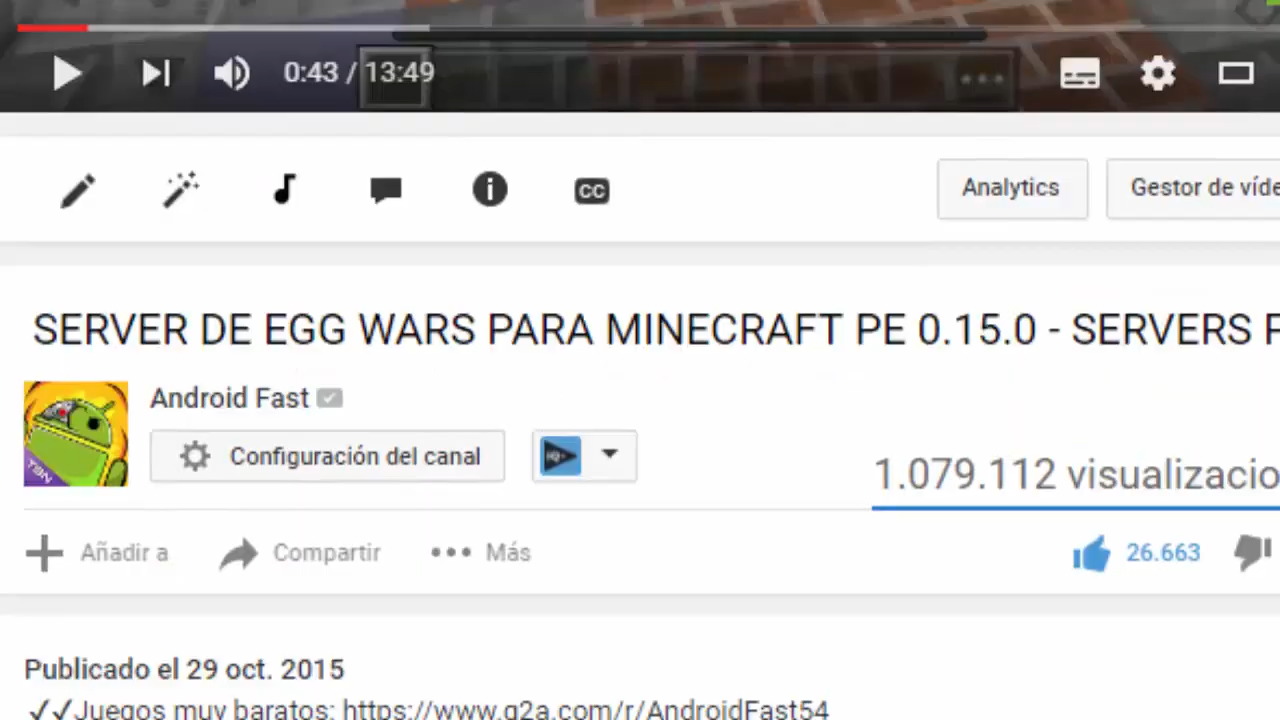 0:43 / 13:49
CC
Analytics
Gestor de víde
SERVER DE EGG WARS PARA MINECRAFT PE 0.15.0 - SERVERS P
Android Fast
TGN
Configuración del canal
1.079.112 visualizacio
Añadir a
Compartir
Más
26.663
Publicado el 29 oct. 2015
✓✓Juegos muy baratos: https://www.g2a.com/r/AndroidFast54